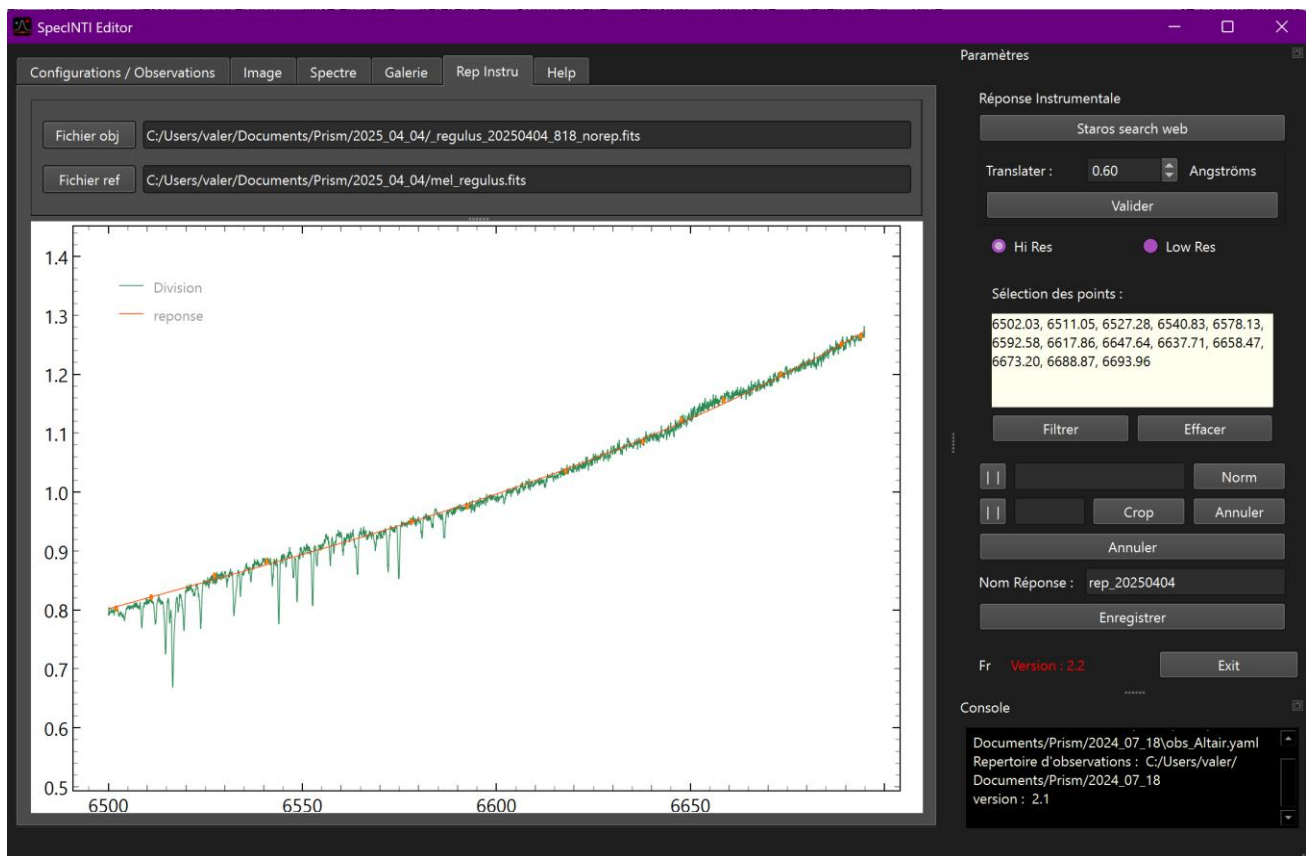 SpecINTI Editor
Configurations / Observations Image Spectre Galerie Rep Instru Help
Fichier obj C:/Users/valer/Documents/Prism/2025_04_04/_regulus_20250404_818_norep.fits
Fichier ref C:/Users/valer/Documents/Prism/2025_04_04/mel_regulus.fits
1.4
1.3
1.2
1.1
1.0
0.9
0.8
0.7
0.6
0.5
Division
reponse
6500 6550 6600 6650
Paramètres
Réponse Instrumentale
Staros search web
Translater : 0.60 Angströms
Valider
Hi Res Low Res
Sélection des points :
6502.03, 6511.05, 6527.28, 6540.83, 6578.13,
6592.58, 6617.86, 6647.64, 6637.71, 6658.47,
6673.20, 6688.87, 6693.96
Filtrer Effacer
| | Norm
| | Crop Annuler
Annuler
Nom Réponse : rep_20250404
Enregistrer
Fr Version : 2.2 Exit
Console
Documents/Prism/2024_07_18\obs_Altair.yaml
Repertoire d'observations : C:/Users/valer/
Documents/Prism/2024_07_18
version : 2.1